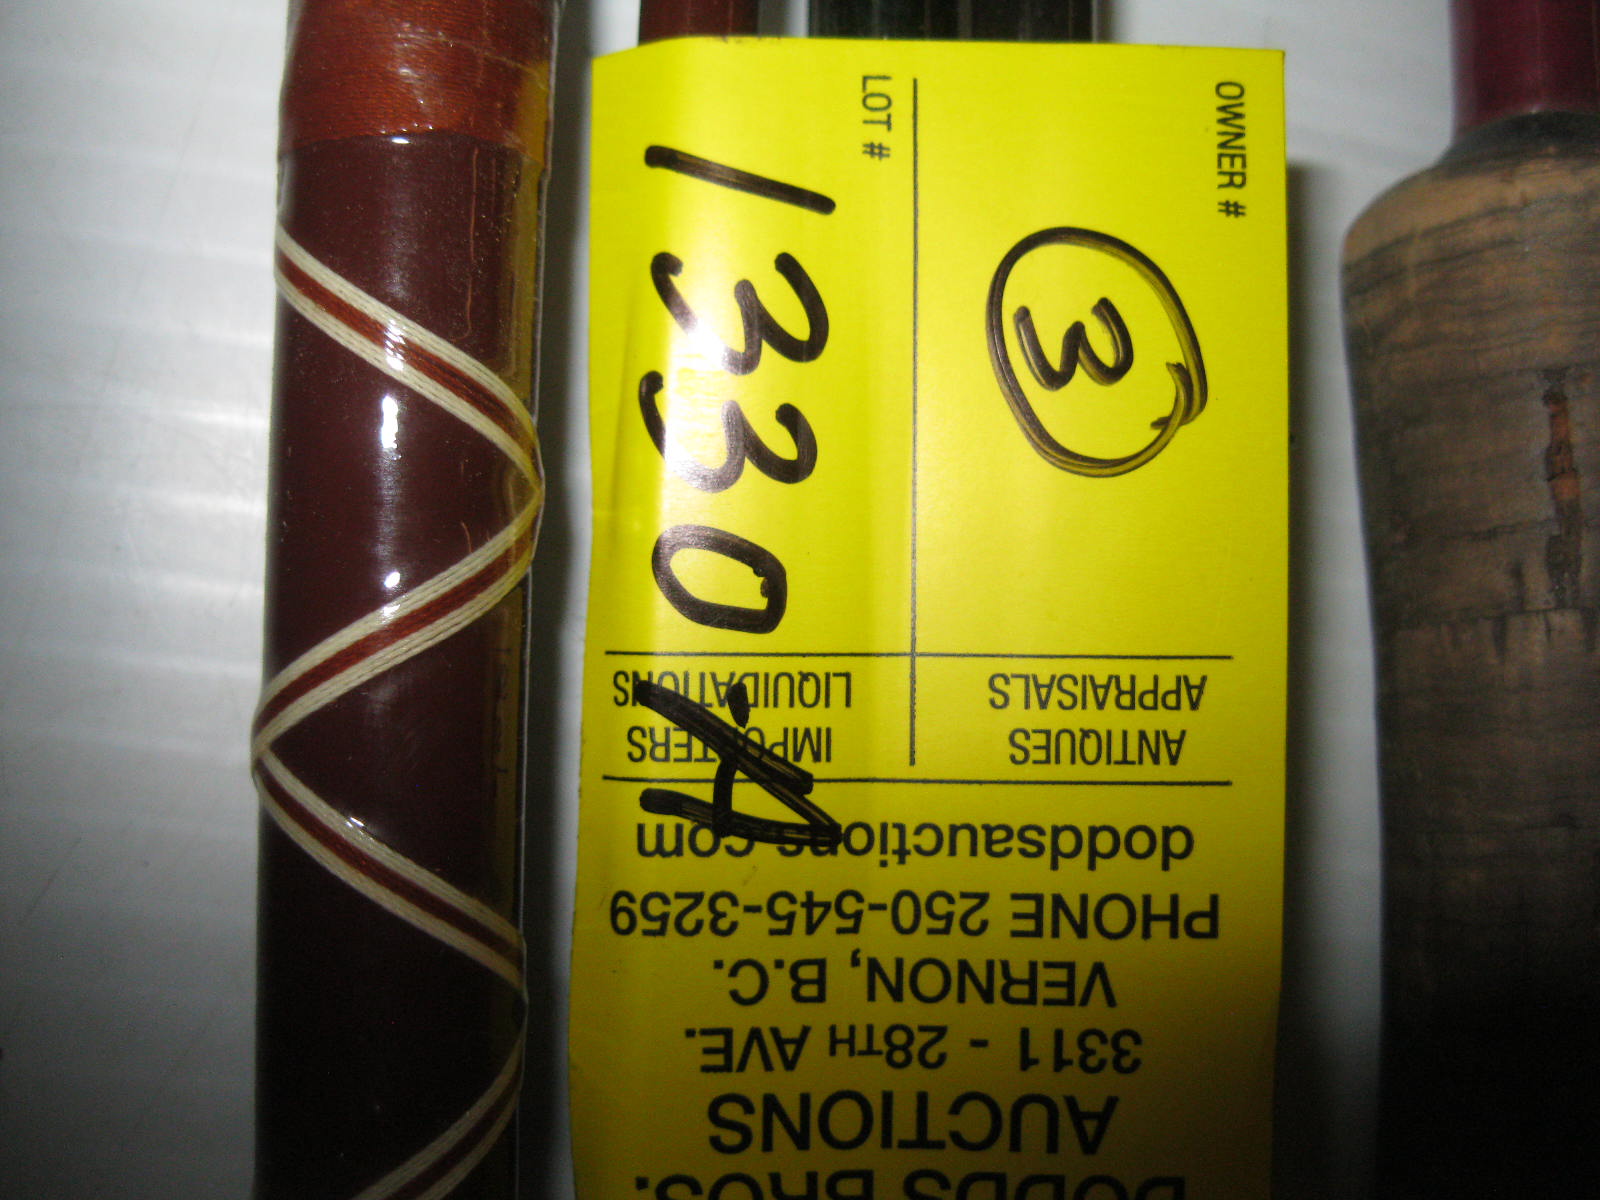 DODDS BROS.
AUCTIONS
3311 - 28TH AVE.
VERNON, B.C.
PHONE 250-545-3259
doddsauctions.com
ANTIQUES
APPRAISALS
IMPORTERS
LIQUIDATIONS
OWNER #
3
LOT #
1330A